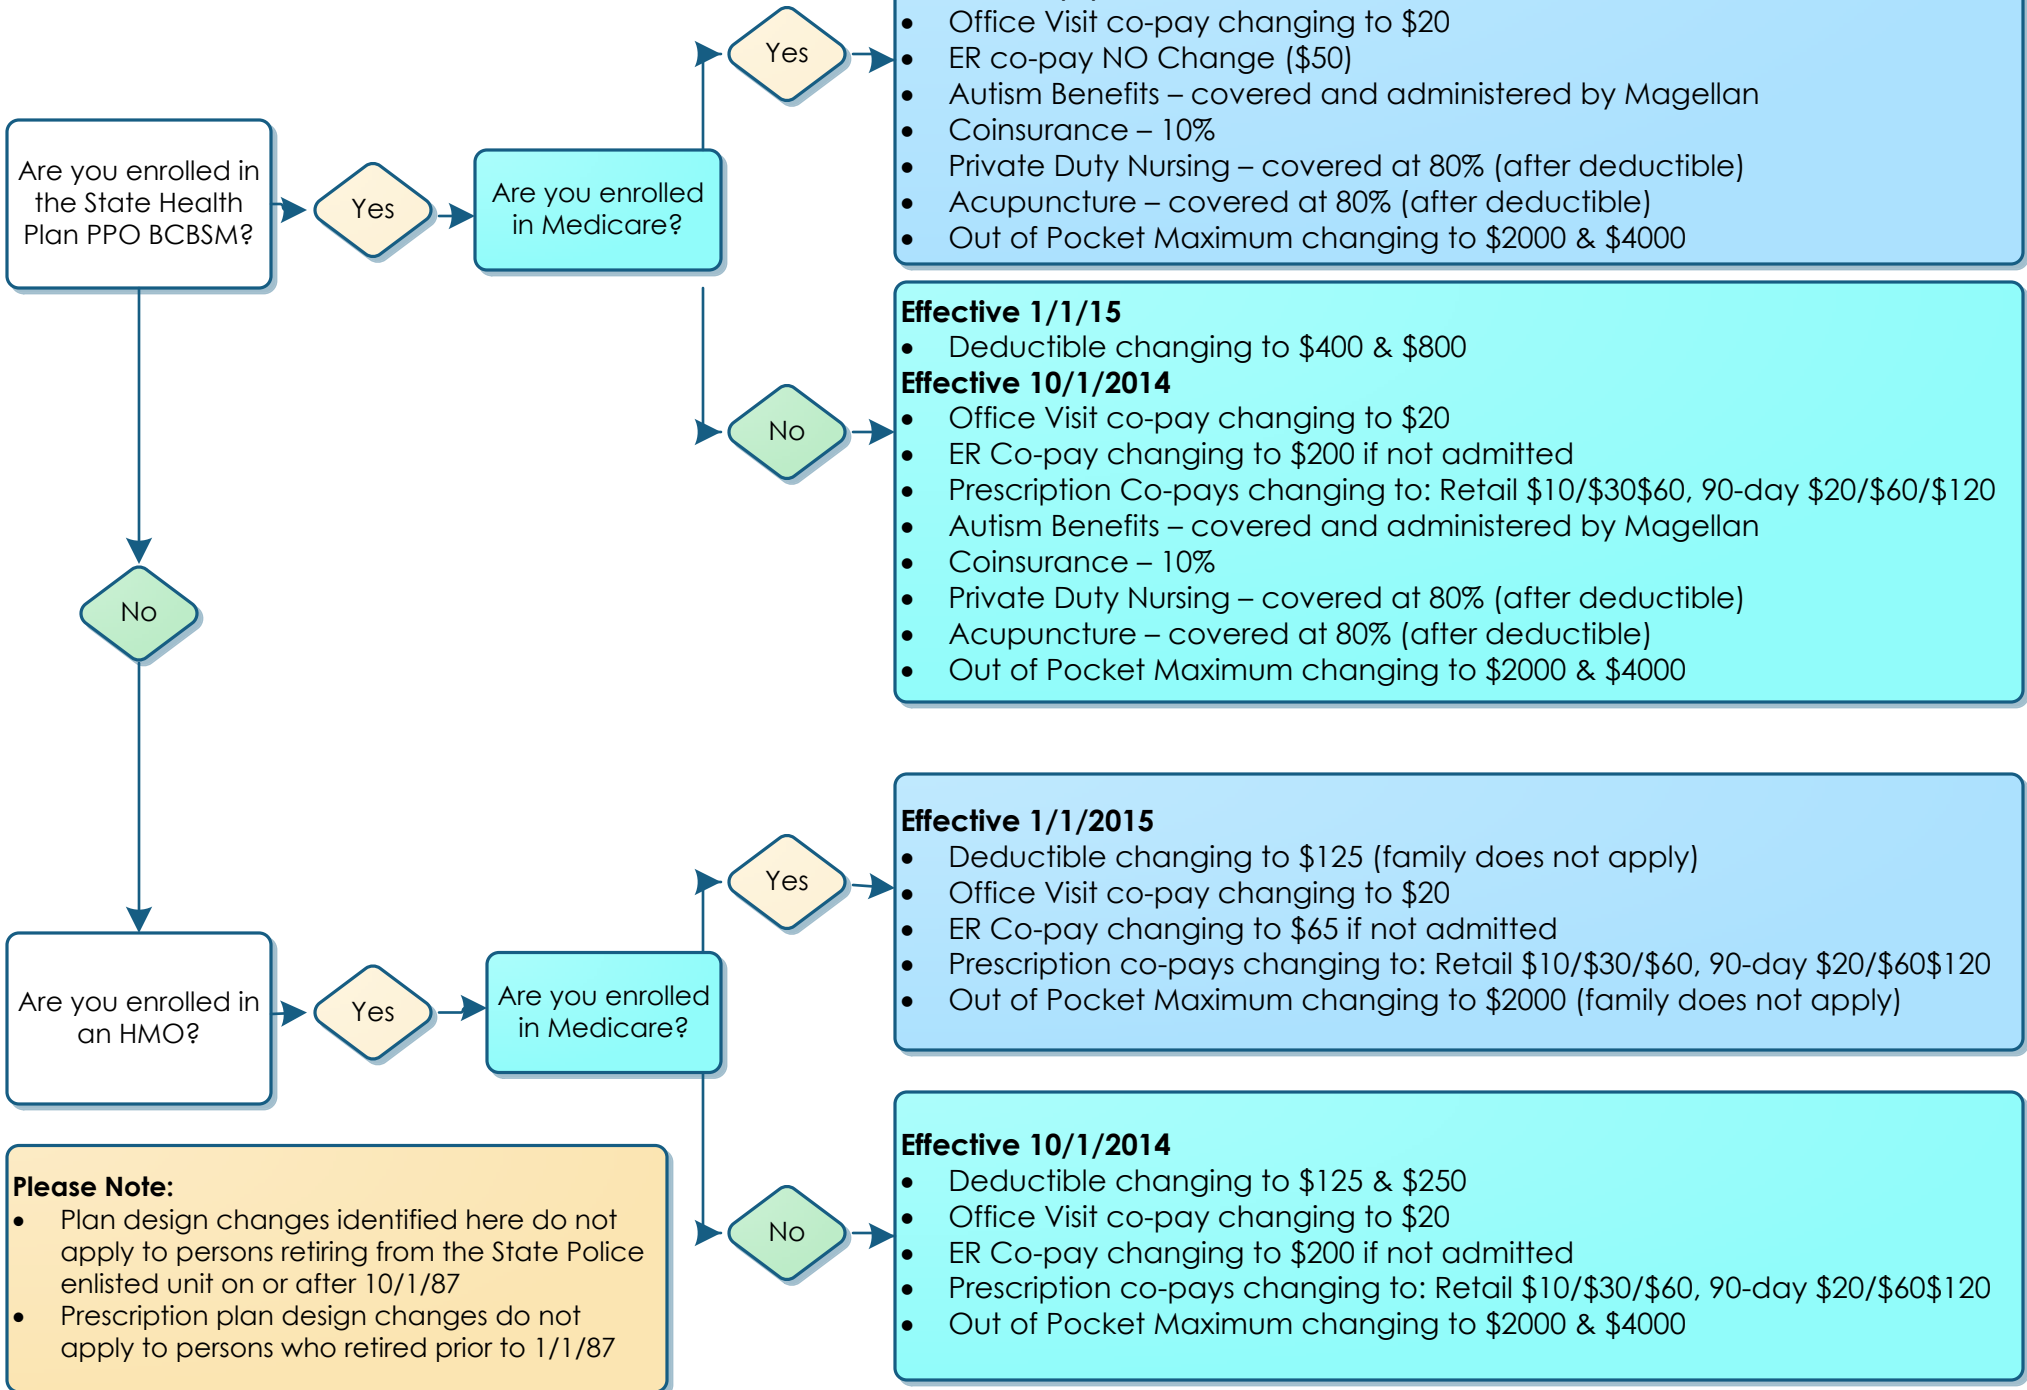 Are you enrolled in
the State Health
Plan PPO BCBSM?
Yes
Are you enrolled
in Medicare?
Yes
• Office Visit co-pay changing to $20
• ER co-pay NO Change ($50)
• Autism Benefits – covered and administered by Magellan
• Coinsurance – 10%
• Private Duty Nursing – covered at 80% (after deductible)
• Acupuncture – covered at 80% (after deductible)
• Out of Pocket Maximum changing to $2000 & $4000
No
Effective 1/1/15
• Deductible changing to $400 & $800
Effective 10/1/2014
• Office Visit co-pay changing to $20
• ER Co-pay changing to $200 if not admitted
• Prescription Co-pays changing to: Retail $10/$30$60, 90-day $20/$60/$120
• Autism Benefits – covered and administered by Magellan
• Coinsurance – 10%
• Private Duty Nursing – covered at 80% (after deductible)
• Acupuncture – covered at 80% (after deductible)
• Out of Pocket Maximum changing to $2000 & $4000
No
Are you enrolled in
an HMO?
Yes
Are you enrolled
in Medicare?
Yes
Effective 1/1/2015
• Deductible changing to $125 (family does not apply)
• Office Visit co-pay changing to $20
• ER Co-pay changing to $65 if not admitted
• Prescription co-pays changing to: Retail $10/$30/$60, 90-day $20/$60$120
• Out of Pocket Maximum changing to $2000 (family does not apply)
No
Effective 10/1/2014
• Deductible changing to $125 & $250
• Office Visit co-pay changing to $20
• ER Co-pay changing to $200 if not admitted
• Prescription co-pays changing to: Retail $10/$30/$60, 90-day $20/$60$120
• Out of Pocket Maximum changing to $2000 & $4000
Please Note:
• Plan design changes identified here do not
apply to persons retiring from the State Police
enlisted unit on or after 10/1/87
• Prescription plan design changes do not
apply to persons who retired prior to 1/1/87